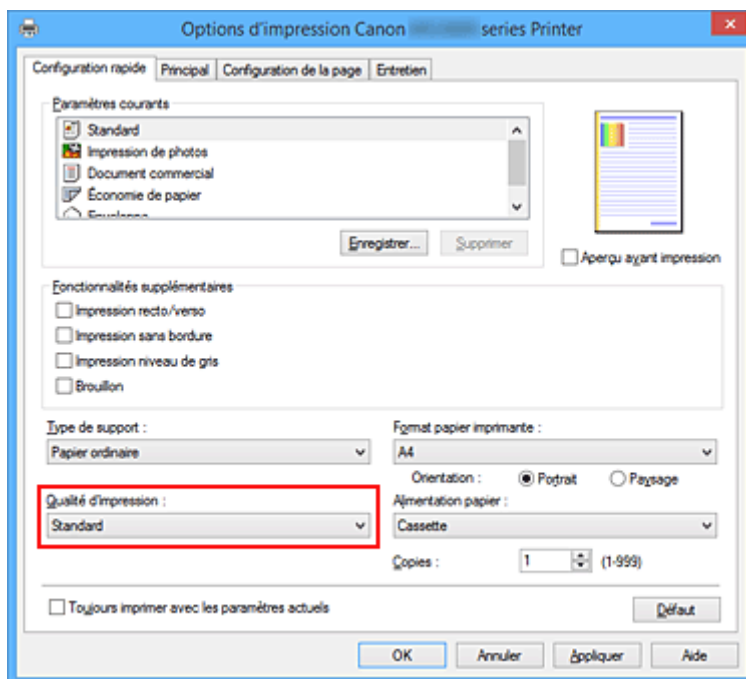 Options d'impression Canon series Printer
Configuration rapide Principal Configuration de la page Entretien
Paramètres courants
Standard
Impression de photos
Document commercial
Économie de papier
Enregistrer... Supprimer
Aperçu avant impression
Fonctionnalités supplémentaires
Impression recto/verso
Impression sans bordure
Impression niveau de gris
Brouillon
Type de support :
Papier ordinaire
Format papier imprimante :
A4
Orientation : Portrait Paysage
Qualité d'impression :
Standard
Alimentation papier :
Cassette
Copies : 1 (1-999)
Toujours imprimer avec les paramètres actuels
Défaut
OK Annuler Appliquer Aide